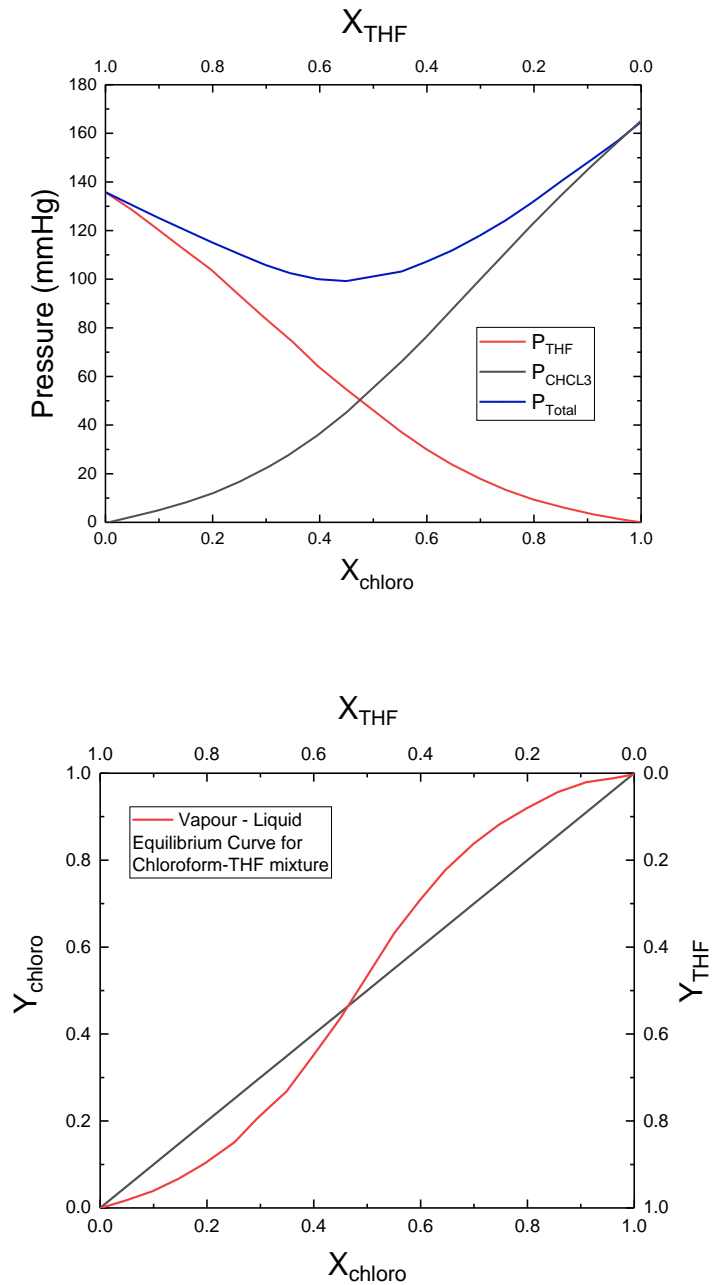 X_THF
1.0 0.8 0.6 0.4 0.2 0.0
180
160
140
120
100
80
60
40
20
0
Pressure (mmHg)
P_THF
P_CHCL3
P_Total
0.0 0.2 0.4 0.6 0.8 1.0
X_chloro
X_THF
1.0 0.8 0.6 0.4 0.2 0.0
1.0
0.8
0.6
0.4
0.2
0.0
Y_chloro
Vapour - Liquid
Equilibrium Curve for
Chloroform-THF mixture
0.0
0.2
0.4
0.6
0.8
1.0
Y_THF
0.0 0.2 0.4 0.6 0.8 1.0
X_chloro